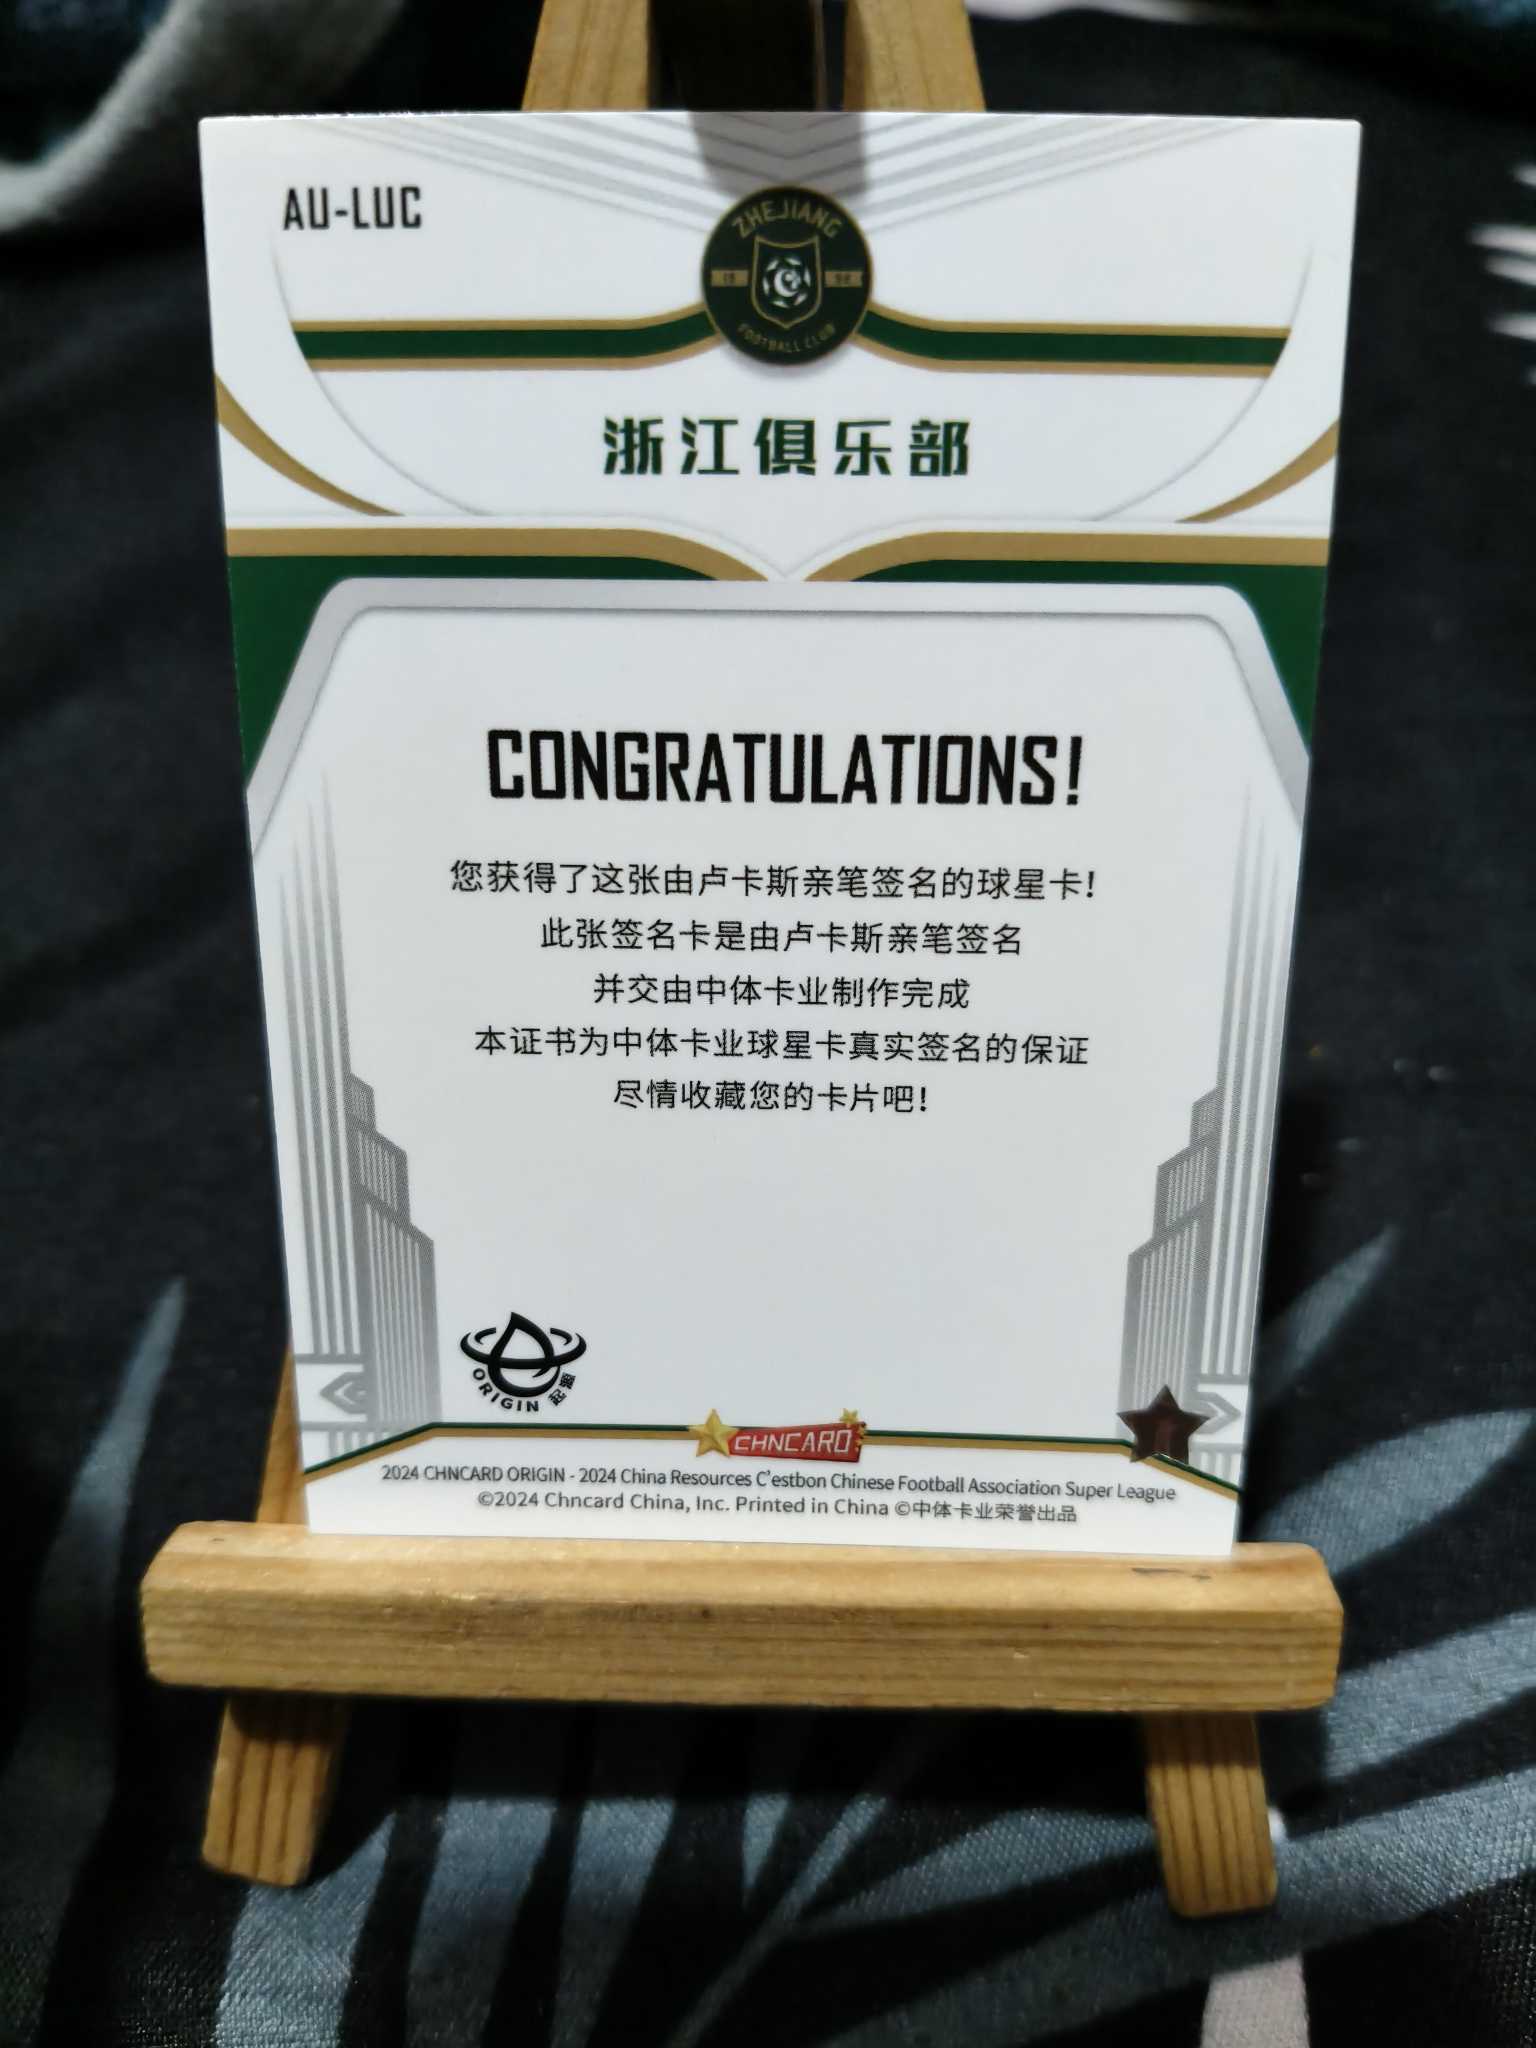 AU-LUC
ZHEJIANG
19 98
FOOTBALL CLUB
浙江俱乐部
CONGRATULATIONS!
您获得了这张由卢卡斯亲笔签名的球星卡!
此张签名卡是由卢卡斯亲笔签名
并交由中体卡业制作完成
本证书为中体卡业球星卡真实签名的保证
尽情收藏您的卡片吧!
ORIGIN 起源
CHNCARD
2024 CHNCARD ORIGIN - 2024 China Resources C'estbon Chinese Football Association Super League
©2024 Chncard China, Inc. Printed in China ©中体卡业荣誉出品